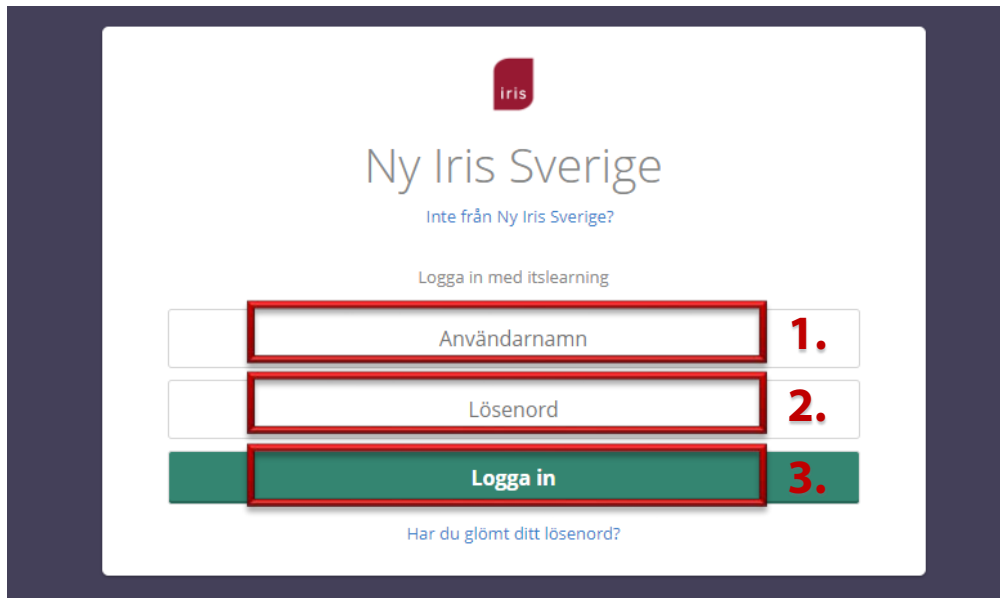 iris
Ny Iris Sverige
Inte från Ny Iris Sverige?
Logga in med itslearning
Användarnamn 1.
Lösenord 2.
Logga in 3.
Har du glömt ditt lösenord?